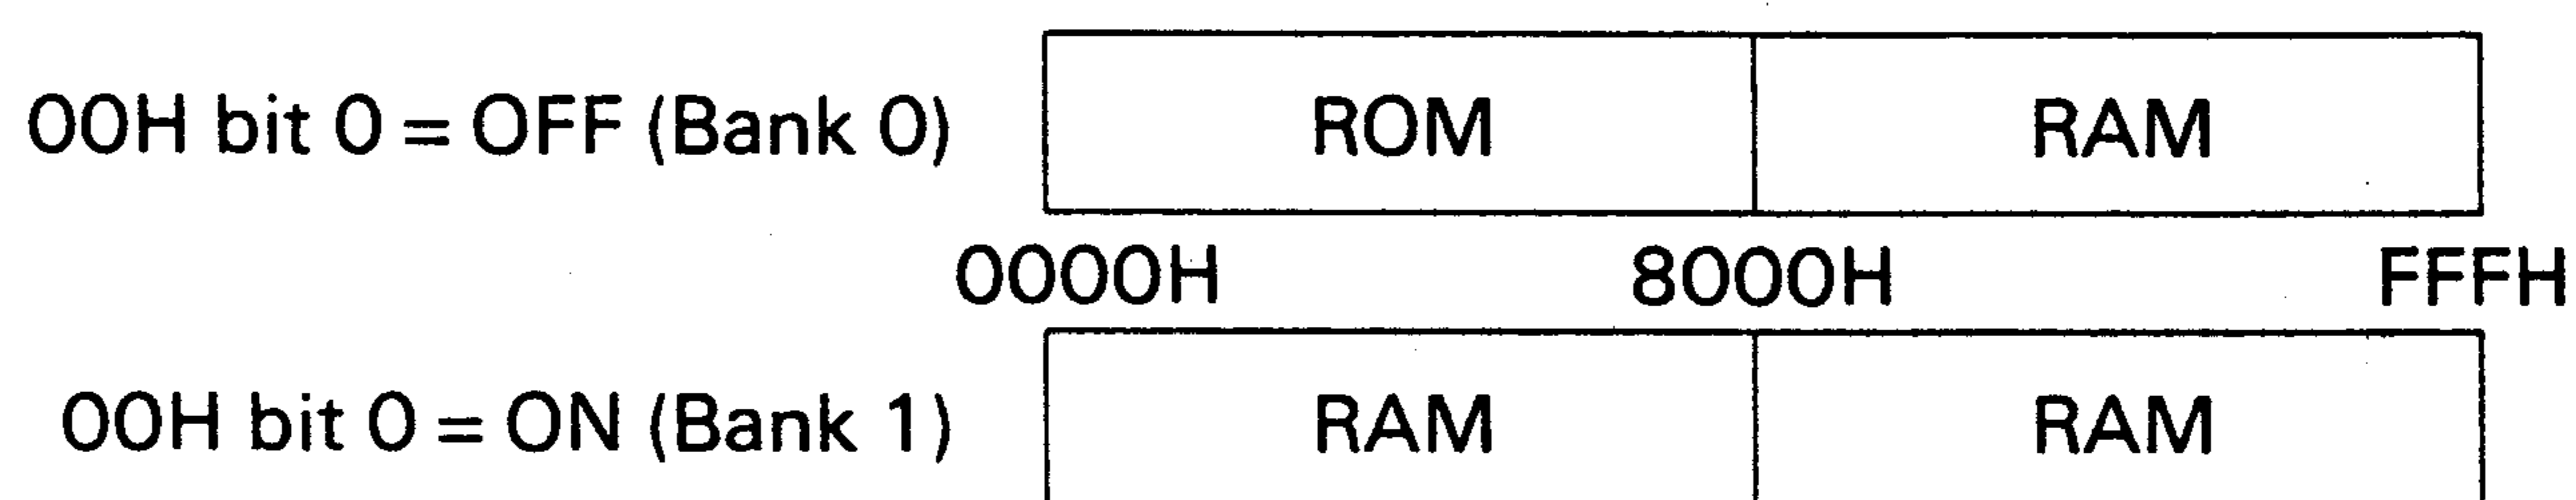 00H bit 0 = OFF (Bank 0) ROM RAM
0000H 8000H FFFH
00H bit 0 = ON (Bank 1) RAM RAM